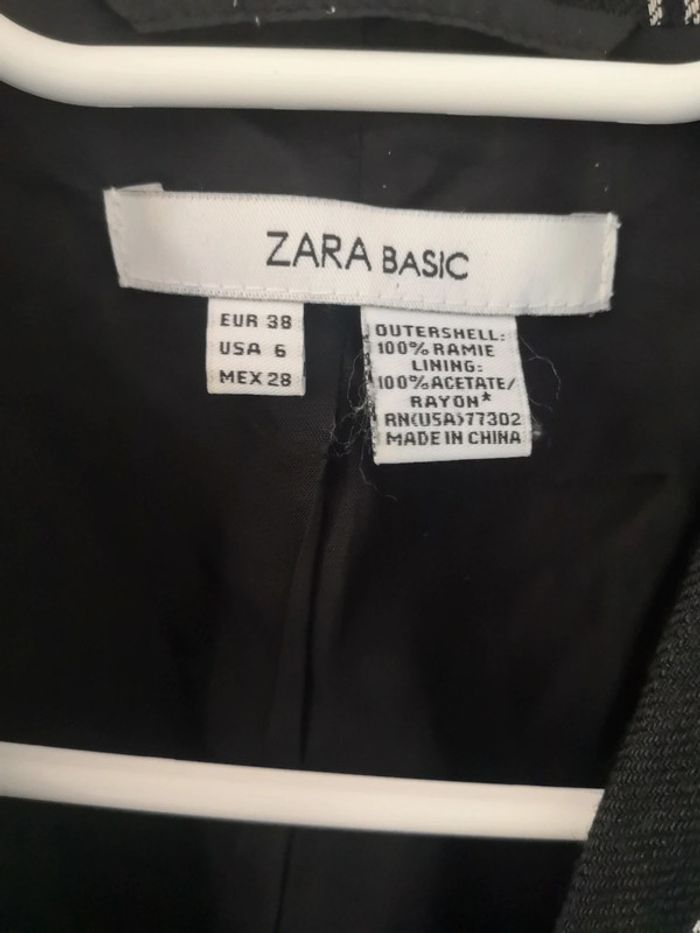 ZARA BASIC
EUR 38
USA 6
MEX 28
OUTERSHELL:
100% RAMIE
LINING:
100% ACETATE/
RAYON*
RN(USA)77302
MADE IN CHINA